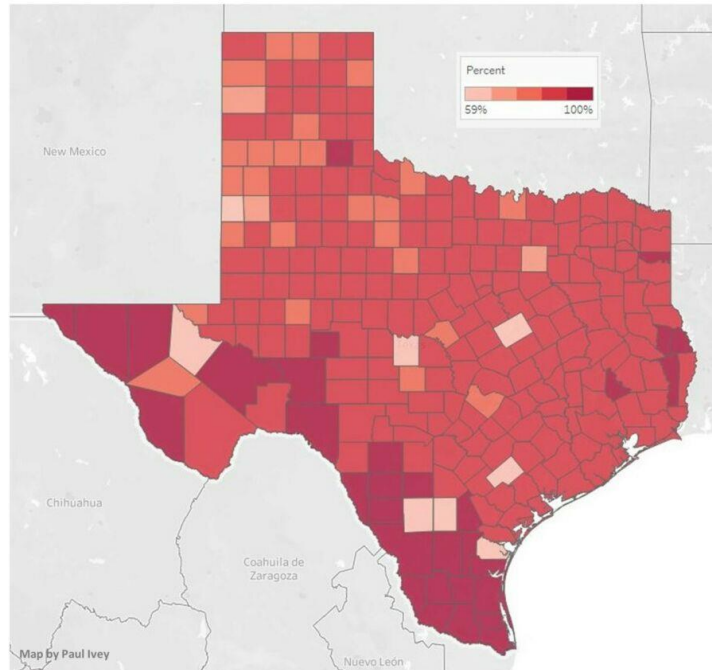 Percent
59% 100%
New Mexico
Chihuahua
Coahuila de
Zaragoza
Nuevo León
Map by Paul Ivey